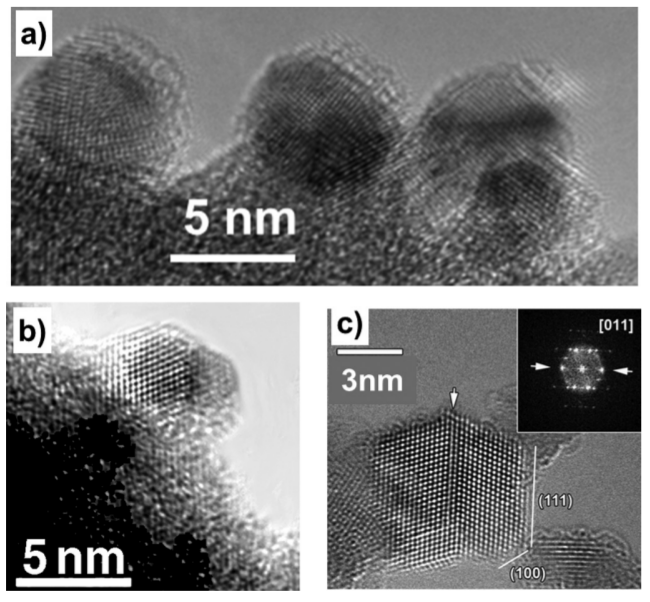 a)
5 nm
b)
5 nm
c)
3nm
[011]
(111)
(100)